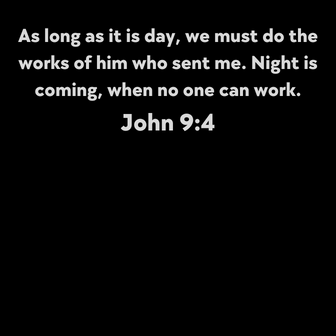 As long as it is day, we must do the
works of him who sent me. Night is
coming, when no one can work.
John 9:4